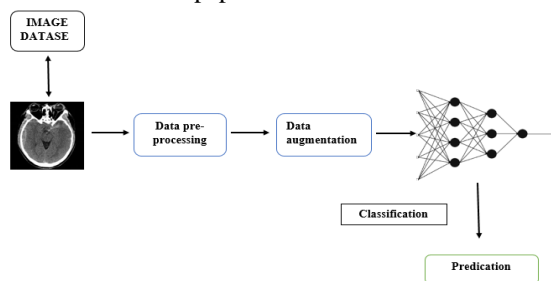 IMAGE
DATASE
Data pre-
processing
Data
augmentation
Classification
Predication